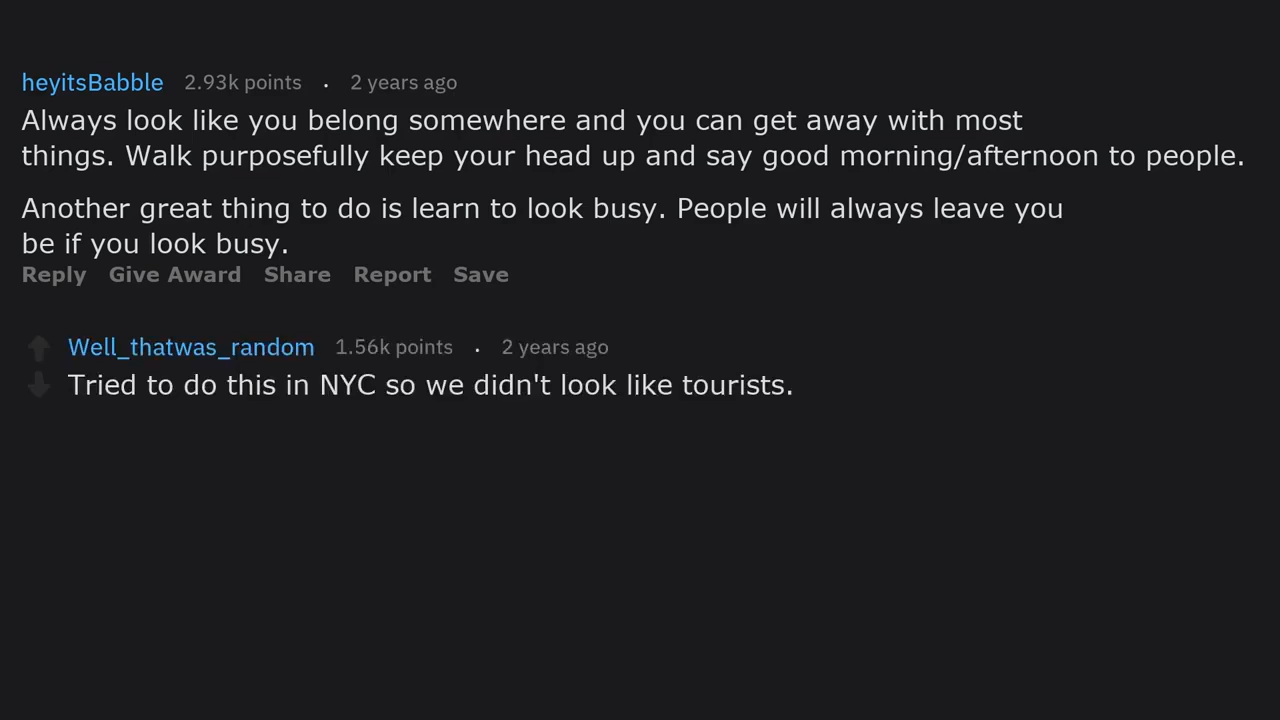 heyitsBabble 2.93k points . 2 years ago
Always look like you belong somewhere and you can get away with most
things. Walk purposefully keep your head up and say good morning/afternoon to people.
Another great thing to do is learn to look busy. People will always leave you
be if you look busy.
Reply Give Award Share Report Save
Well_thatwas_random 1.56k points . 2 years ago
Tried to do this in NYC so we didn't look like tourists.